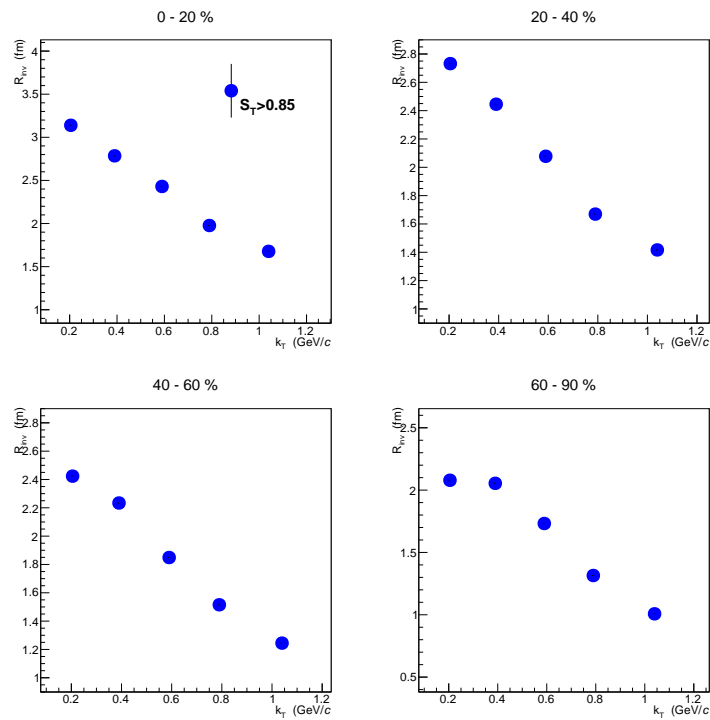 0 - 20 %
R_inv (fm)
4
3.5
3
2.5
2
1.5
1
S_T>0.85
0.2 0.4 0.6 0.8 1 1.2
k_T (GeV/c
20 - 40 %
R_inv (fm)
2.8
2.6
2.4
2.2
2
1.8
1.6
1.4
1.2
1
0.2 0.4 0.6 0.8 1 1.2
k_T (GeV/c
40 - 60 %
R_inv (fm)
2.8
2.6
2.4
2.2
2
1.8
1.6
1.4
1.2
1
0.2 0.4 0.6 0.8 1 1.2
k_T (GeV/c
60 - 90 %
R_inv (fm)
2.5
2
1.5
1
0.5
0.2 0.4 0.6 0.8 1 1.2
k_T (GeV/c